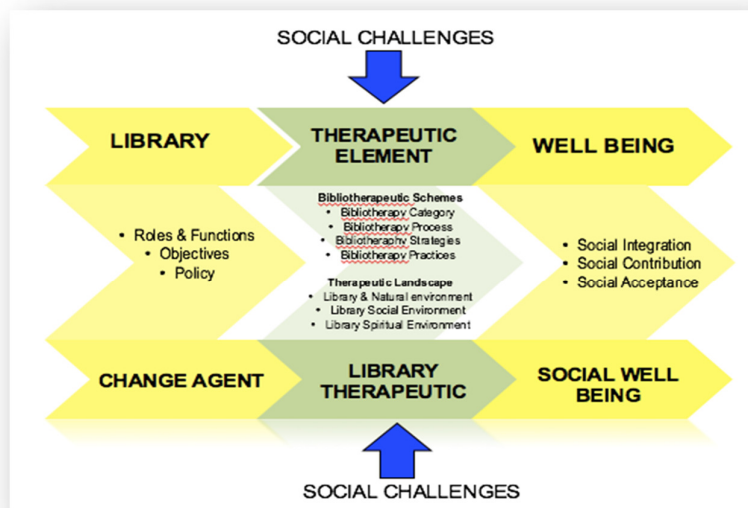 SOCIAL CHALLENGES
LIBRARY
THERAPEUTIC
ELEMENT
WELL BEING
• Roles & Functions
• Objectives
• Policy
Bibliotherapeutic Schemes
• Bibliotherapy Category
• Bibliotherapy Process
• Bibliotheraphy Strategies
• Bibliotherapy Practices
Therapeutic Landscape
• Library & Natural environment
• Library Social Environment
• Library Spiritual Environment
• Social Integration
• Social Contribution
• Social Acceptance
CHANGE AGENT
LIBRARY
THERAPEUTIC
SOCIAL WELL
BEING
SOCIAL CHALLENGES